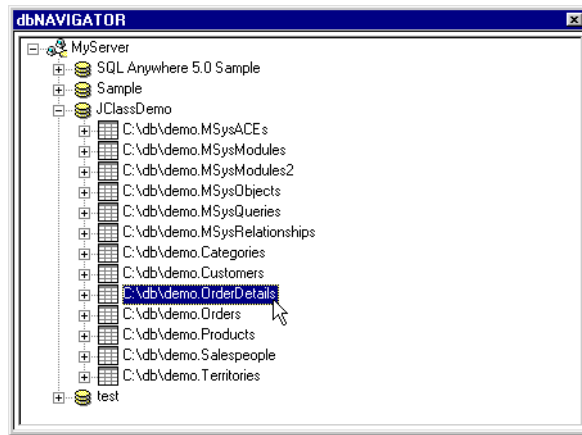 dbNAVIGATOR
MyServer
SQL Anywhere 5.0 Sample
Sample
JClassDemo
C:\db\demo.MSysACEs
C:\db\demo.MSysModules
C:\db\demo.MSysModules2
C:\db\demo.MSysObjects
C:\db\demo.MSysQueries
C:\db\demo.MSysRelationships
C:\db\demo.Categories
C:\db\demo.Customers
C:\db\demo.OrderDetails
C:\db\demo.Orders
C:\db\demo.Products
C:\db\demo.Salespeople
C:\db\demo.Territories
test